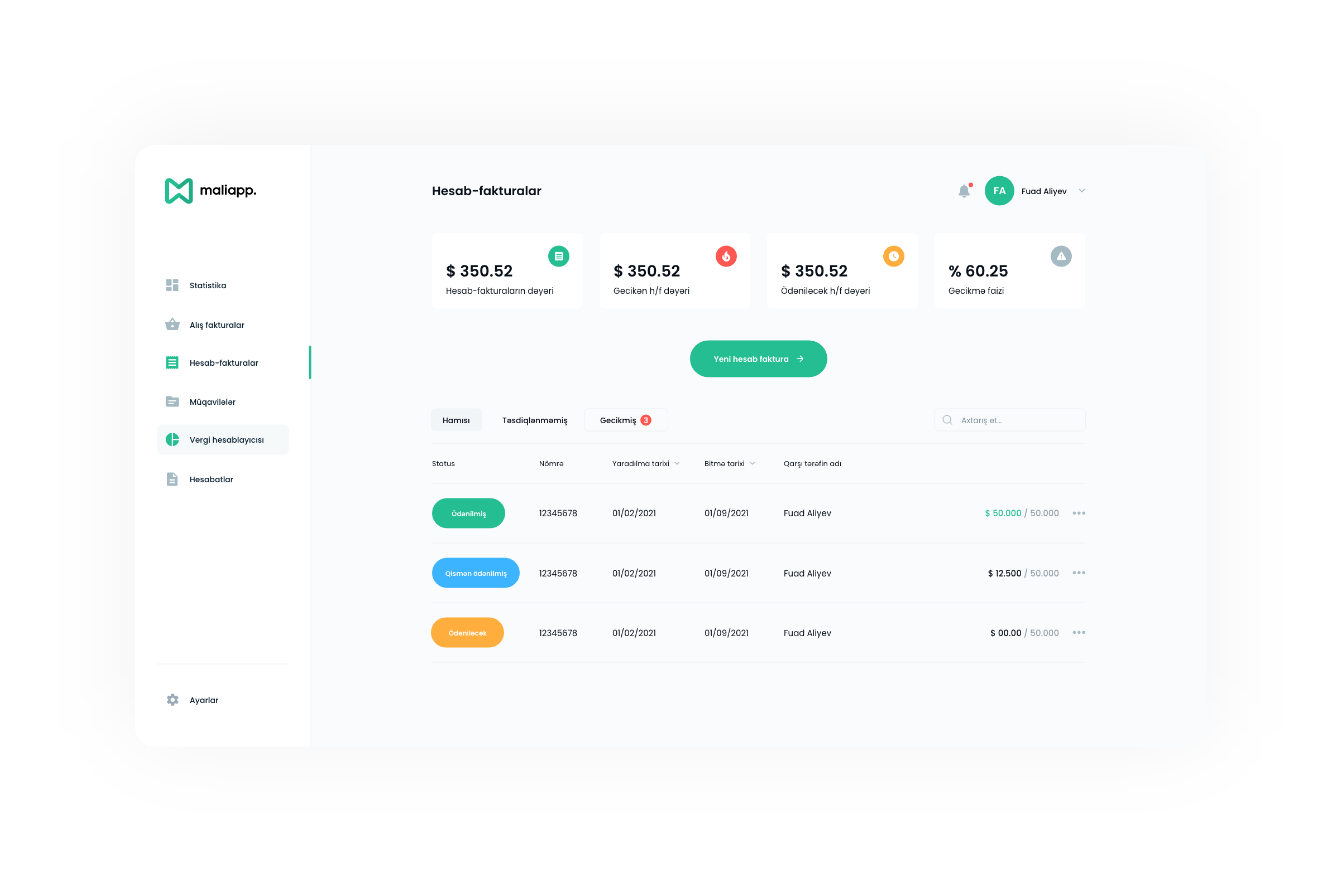 maliapp.
Statistika
Alış fakturalar
Hesab-fakturalar
Müqavilələr
Vergi hesablayıcısı
Hesabatlar
Ayarlar
Hesab-fakturalar
FA Fuad Aliyev
$ 350.52
Hesab-fakturaların dəyəri
$ 350.52
Gecikən h/f dəyəri
$ 350.52
Ödəniləcək h/f dəyəri
% 60.25
Gecikmə faizi
Yeni hesab faktura
Hamısı Təsdiqlənməmiş Gecikmiş 3 Axtarış et...
Status Nömrə Yaradılma tarixi Bitmə tarixi Qarşı tərəfin adı
Ödənilmiş 12345678 01/02/2021 01/09/2021 Fuad Aliyev $ 50.000 / 50.000
Qismən ödənilmiş 12345678 01/02/2021 01/09/2021 Fuad Aliyev $ 12.500 / 50.000
Ödəniləcək 12345678 01/02/2021 01/09/2021 Fuad Aliyev $ 00.00 / 50.000